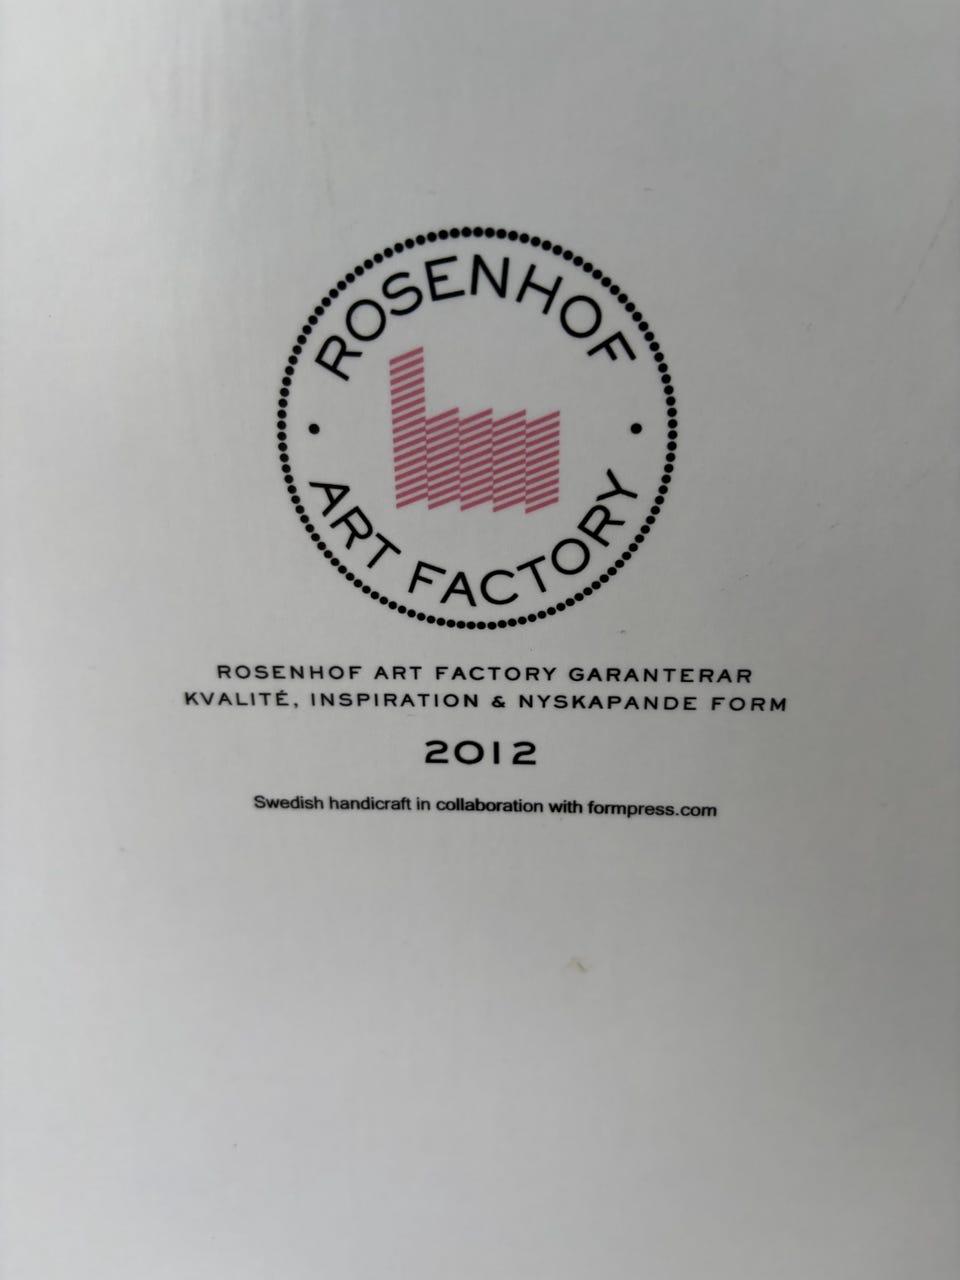 ROSENHOF
ART FACTORY
ROSENHOF ART FACTORY GARANTERAR
KVALITÉ, INSPIRATION & NYSKAPANDE FORM
2012
Swedish handicraft in collaboration with formpress.com